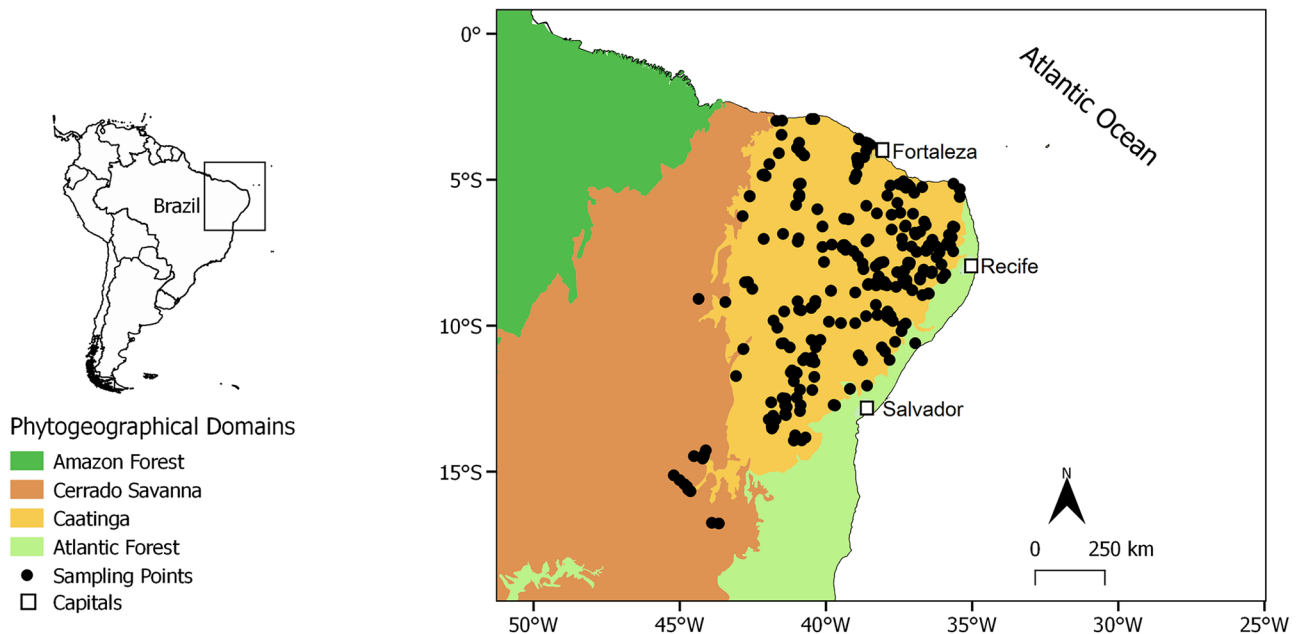 Brazil
Phytogeographical Domains
Amazon Forest
Cerrado Savanna
Caatinga
Atlantic Forest
Sampling Points
Capitals
0°
5°S
10°S
15°S
50°W
45°W
40°W
35°W
30°W
25°W
Atlantic Ocean
Fortaleza
Recife
Salvador
N
0 250 km